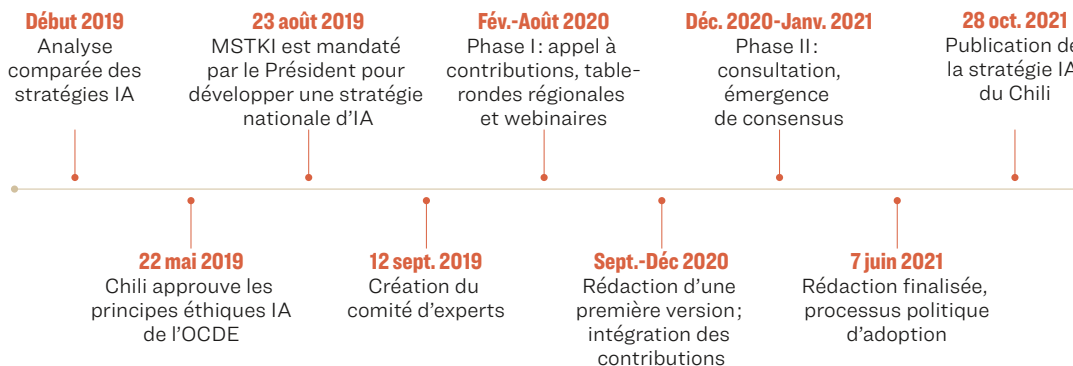 Début 2019
Analyse
comparée des
stratégies IA
23 août 2019
MSTKI est mandaté
par le Président pour
développer une stratégie
nationale d'IA
Fév.-Août 2020
Phase I : appel à
contributions, table-
rondes régionales
et webinaires
Déc. 2020-Janv. 2021
Phase II :
consultation,
émergence
de consensus
28 oct. 2021
Publication de
la stratégie IA
du Chili
22 mai 2019
Chili approuve les
principes éthiques IA
de l'OCDE
12 sept. 2019
Création du
comité d'experts
Sept.-Déc 2020
Rédaction d'une
première version ;
intégration des
contributions
7 juin 2021
Rédaction finalisée,
processus politique
d'adoption